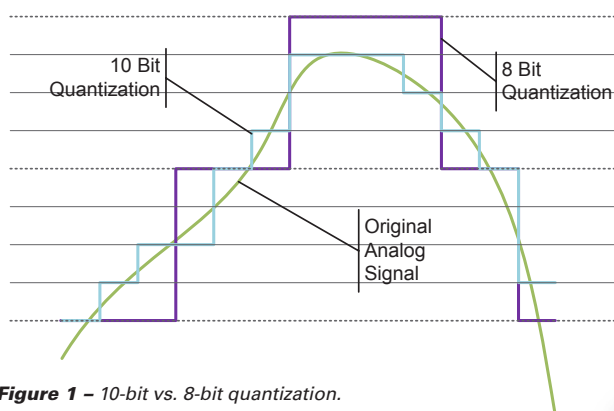 10 Bit
Quantization
8 Bit
Quantization
Original
Analog
Signal
Figure 1 – 10-bit vs. 8-bit quantization.